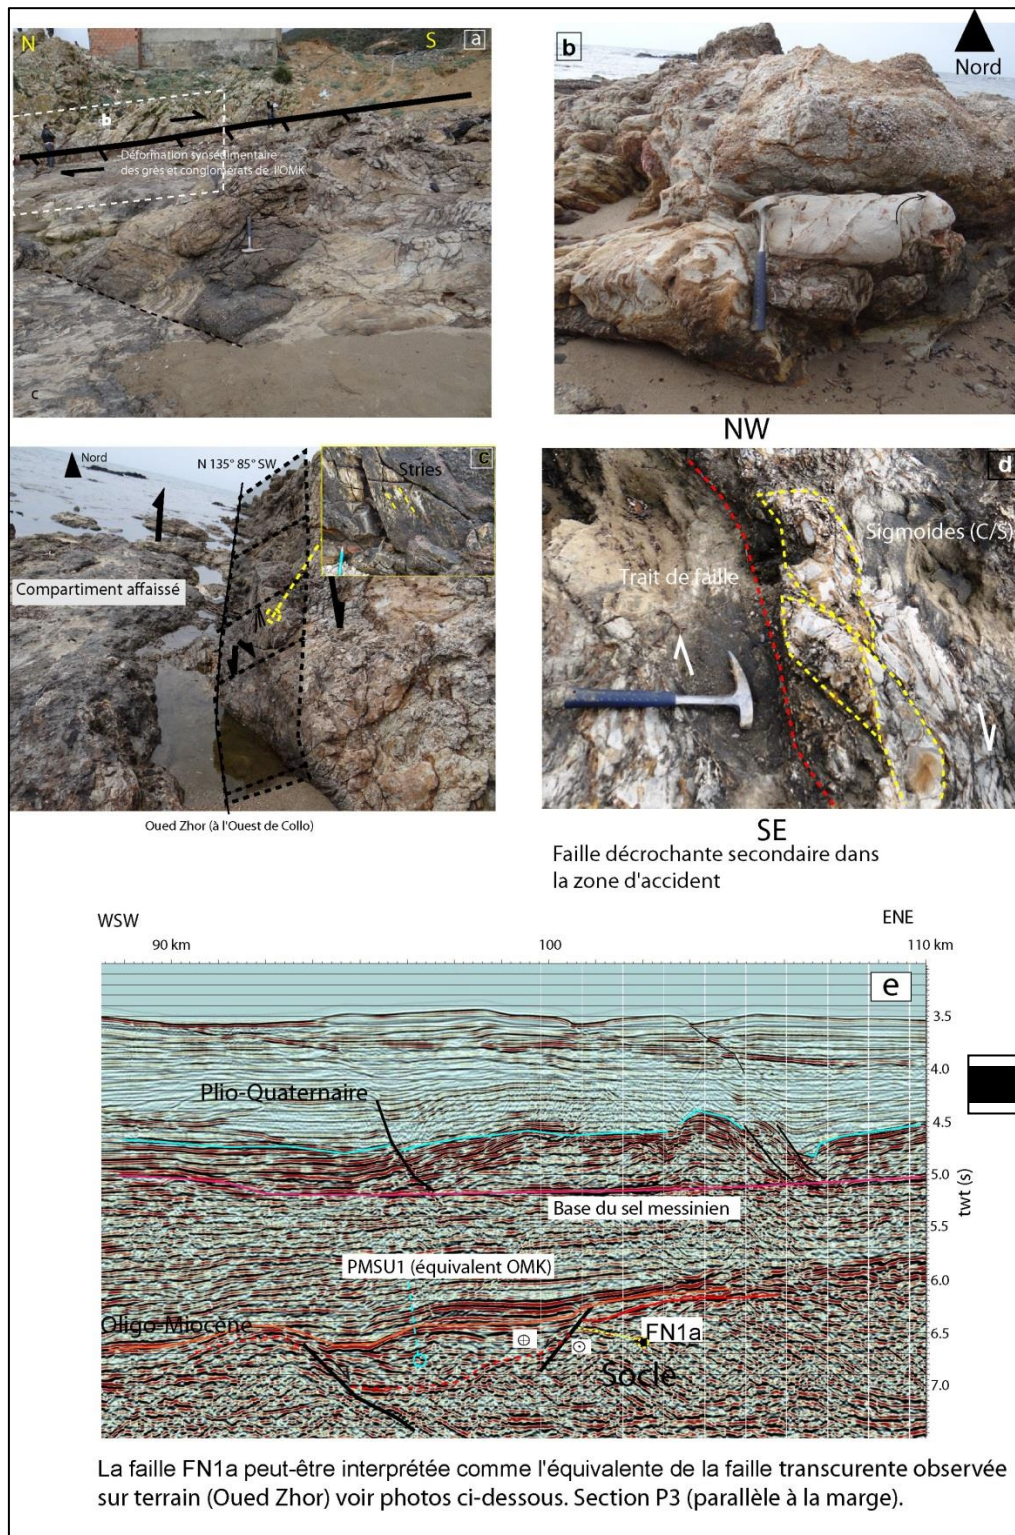 N
S
a
b
Déformation synsédimentaire
des grès et conglomérats de l'OMK
c
b
Nord
Nord
N 135° 85° SW
C
Stries
Compartiment affaissé
Oued Zhor (à l'Ouest de Collo)
NW
d
Sigmoides (C/S)
Trait de faille
SE
Faille décrochante secondaire dans
la zone d'accident
WSW
ENE
90 km
100
110 km
e
3.5
4.0
4.5
5.0
5.5
6.0
6.5
7.0
twt (s)
Plio-Quaternaire
Base du sel messinien
PMSU1 (équivalent OMK)
Oligo-Miocène
FN1a
Socle
La faille FN1a peut-être interprétée comme l'équivalente de la faille transcurente observée
sur terrain (Oued Zhor) voir photos ci-dessous. Section P3 (parallèle à la marge).